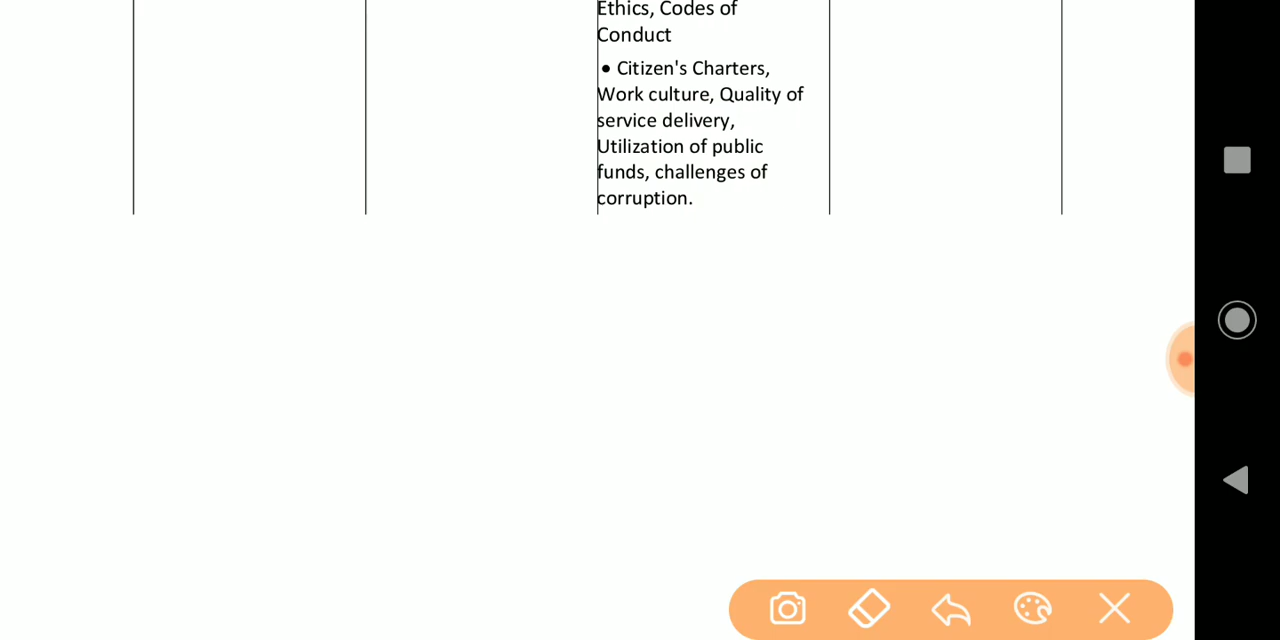 Ethics, Codes of
Conduct
• Citizen's Charters,
Work culture, Quality of
service delivery,
Utilization of public
funds, challenges of
corruption.